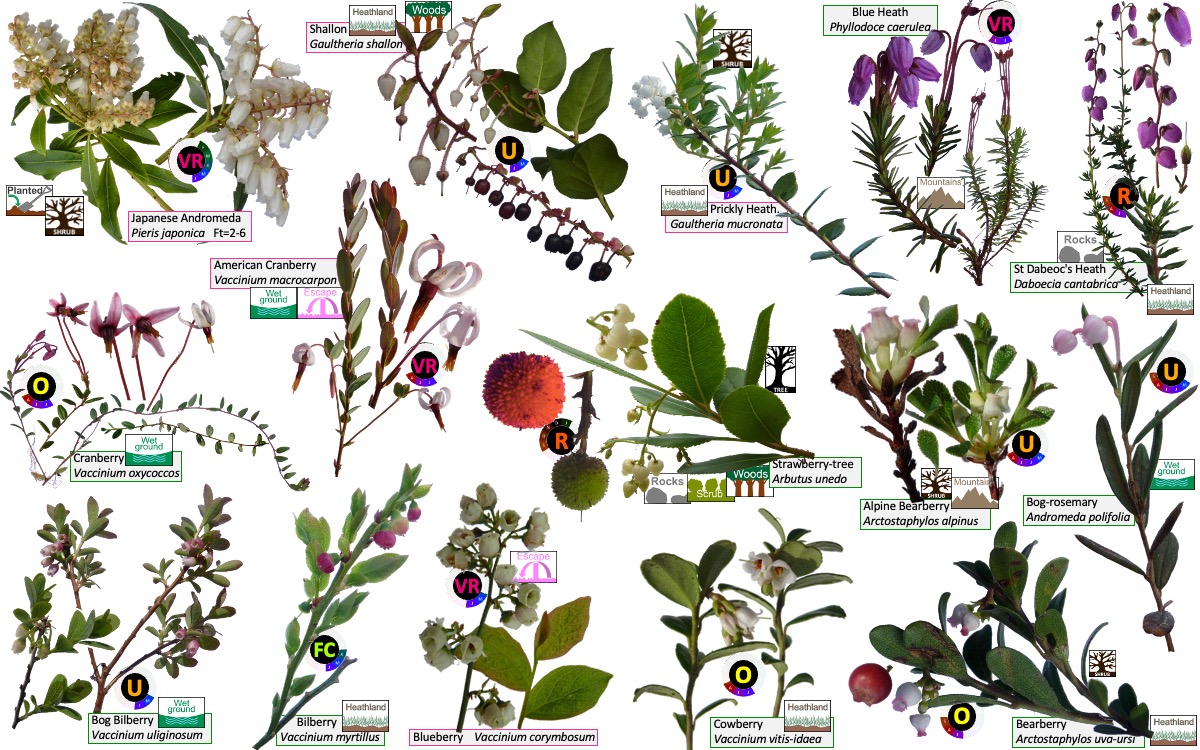 Heathland
Woods
Shallon
Gaultheria shallon
U
SHRUB
U
Heathland
Prickly Heath.
Gaultheria mucronata
Blue Heath
Phyllodoce caerulea
VR
Mountains
R
Rocks
St Dabeoc's Heath
Daboecia cantabrica
Heathland
VR
Planted
SHRUB
Japanese Andromeda
Pieris japonica Ft=2-6
American Cranberry
Vaccinium macrocarpon
Wet
ground
Escape
VR
O
Wet
ground
Cranberry
Vaccinium oxycoccos
TREE
R
Rocks
Scrub
Woods
Strawberry-tree
Arbutus unedo
U
SHRUB
Mountains
Alpine Bearberry
Arctostaphylos alpinus
U
Wet
ground
Bog-rosemary
Andromeda polifolia
U
Wet
ground
Bog Bilberry
Vaccinium uliginosum
FC
Heathland
Bilberry
Vaccinium myrtillus
Escape
VR
Blueberry Vaccinium corymbosum
O
Heathland
Cowberry
Vaccinium vitis-idaea
SHRUB
O
Heathland
Bearberry
Arctostaphylos uva-ursi